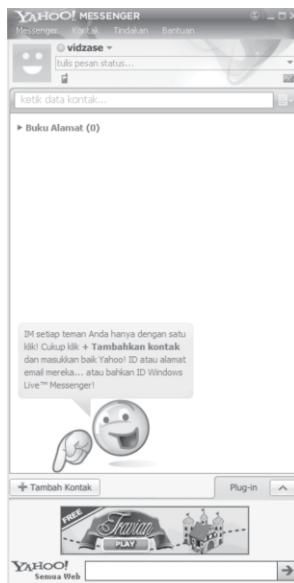 YAHOO! MESSENGER
Messenger Kontak Tindakan Bantuan
vidzase
tulis pesan status...
ketik data kontak...
Buku Alamat (0)
IM setiap teman Anda hanya dengan satu
klik! Cukup klik + Tambahkan kontak
dan masukkan baik Yahoo! ID atau alamat
email mereka... atau bahkan ID Windows
Live™ Messenger!
+ Tambah Kontak
Plug-in
FREE
Travian
PLAY
YAHOO!
Semua Web